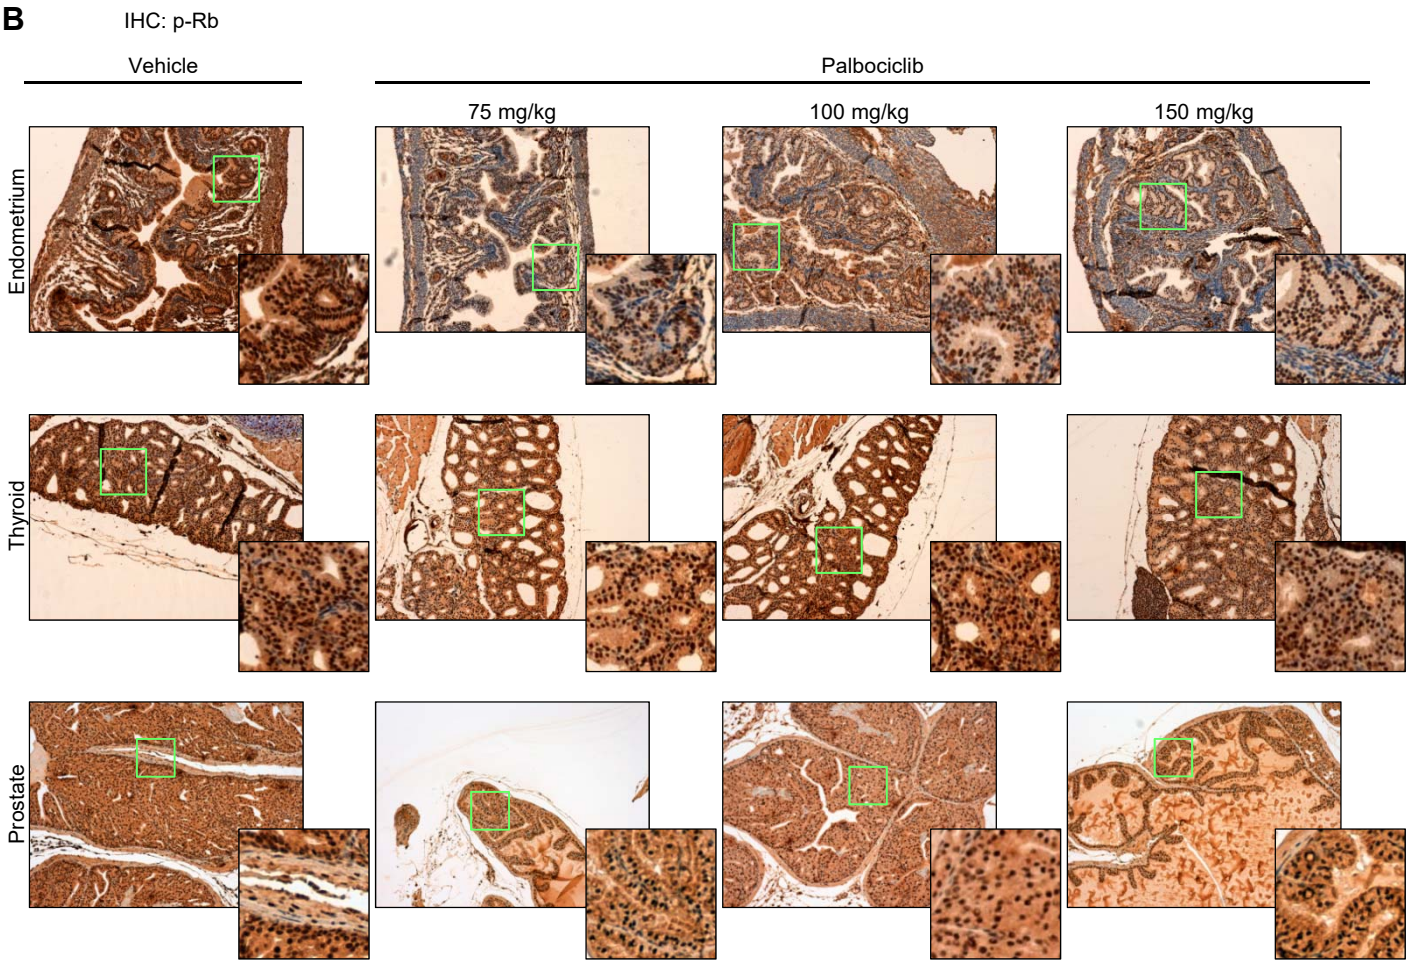 B
IHC: p-Rb
Vehicle
Palbociclib
75 mg/kg
100 mg/kg
150 mg/kg
Endometrium
Thyroid
Prostate